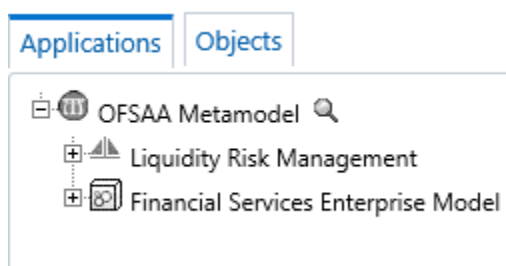 Applications
Objects
OFSAA Metamodel
Liquidity Risk Management
Financial Services Enterprise Model